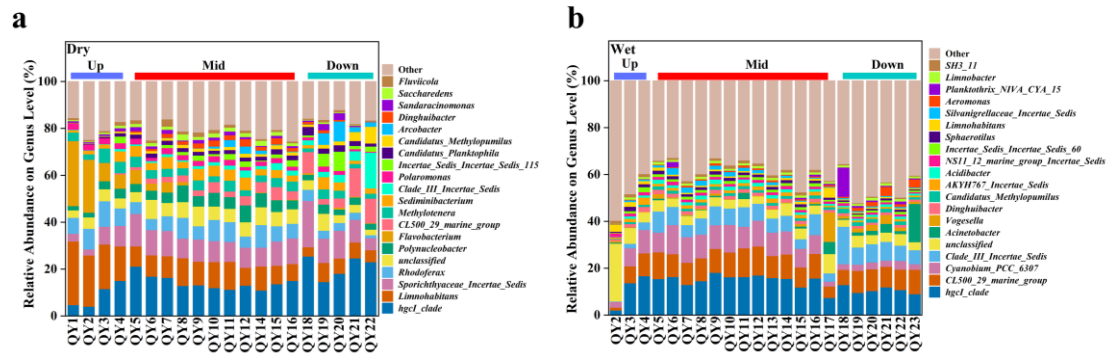 a
Dry
Up
Mid
Down
Relative Abundance on Genus Level (%)
100
80
60
40
20
0
QY1
QY2
QY3
QY4
QY5
QY6
QY7
QY8
QY9
QY10
QY11
QY12
QY13
QY14
QY15
QY16
QY18
QY19
QY20
QY21
QY22
Other
Fluviicola
Saccharedens
Sandaracinomonas
Dinghuibacter
Arcobacter
Candidatus_Methylopumilus
Candidatus_Planktophila
Incertae_Sedis_Incertae_Sedis_115
Polaromonas
Clade_III_Incertae_Sedis
Sediminibacterium
Methylotenera
CL500_29_marine_group
Flavobacterium
Polynucleobacter
unclassified
Rhodoferax
Sporichthyaceae_Incertae_Sedis
Limnohabitans
hgcI_clade
b
Wet
Up
Mid
Down
Relative Abundance on Genus Level (%)
100
80
60
40
20
0
QY2
QY3
QY4
QY5
QY6
QY7
QY8
QY9
QY10
QY11
QY12
QY13
QY14
QY15
QY16
QY17
QY18
QY19
QY20
QY21
QY22
QY23
Other
SH3_11
Limnobacter
Planktothrix_NIVA_CYA_15
Aeromonas
Silvanigrellaceae_Incertae_Sedis
Limnohabitans
Sphaerotilus
Incertae_Sedis_Incertae_Sedis_60
NS11_12_marine_group_Incertae_Sedis
Acidibacter
AKYH767_Incertae_Sedis
Candidatus_Methylopumilus
Dinghuibacter
Vogesella
Acinetobacter
unclassified
Clade_III_Incertae_Sedis
Cyanobium_PCC_6307
CL500_29_marine_group
hgcI_clade